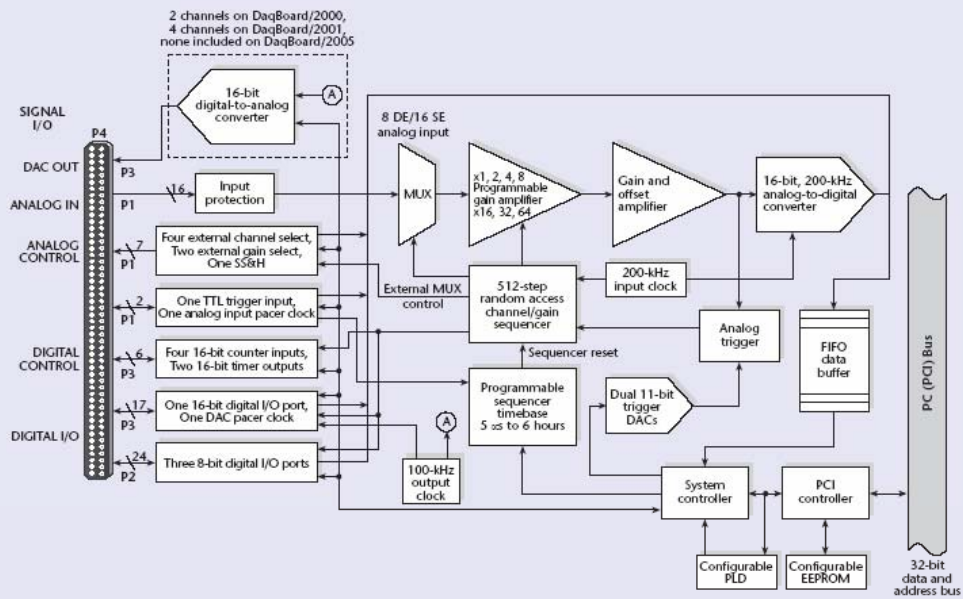 2 channels on DaqBoard/2000,
4 channels on DaqBoard/2001,
none included on DaqBoard/2005
16-bit
digital-to-analog
converter
A
SIGNAL
I/O
P4
DAC OUT
P3
ANALOG IN
16
P1
Input
protection
8 DE/16 SE
analog input
MUX
x1, 2, 4, 8
Programmable
gain amplifier
x16, 32, 64
Gain and
offset
amplifier
16-bit, 200-kHz
analog-to-digital
converter
ANALOG
CONTROL
7
P1
Four external channel select,
Two external gain select,
One SS&H
External MUX
control
512-step
random access
channel/gain
sequencer
200-kHz
input clock
2
P1
One TTL trigger input,
One analog input pacer clock
Analog
trigger
FIFO
data
buffer
DIGITAL
CONTROL
6
P3
Four 16-bit counter inputs,
Two 16-bit timer outputs
Sequencer reset
Programmable
sequencer
timebase
5 ∝s to 6 hours
Dual 11-bit
trigger
DACs
17
P3
One 16-bit digital I/O port,
One DAC pacer clock
A
DIGITAL I/O
24
P2
Three 8-bit digital I/O ports
100-kHz
output
clock
System
controller
PCI
controller
Configurable
PLD
Configurable
EEPROM
PC (PCI) Bus
32-bit
data and
address bus